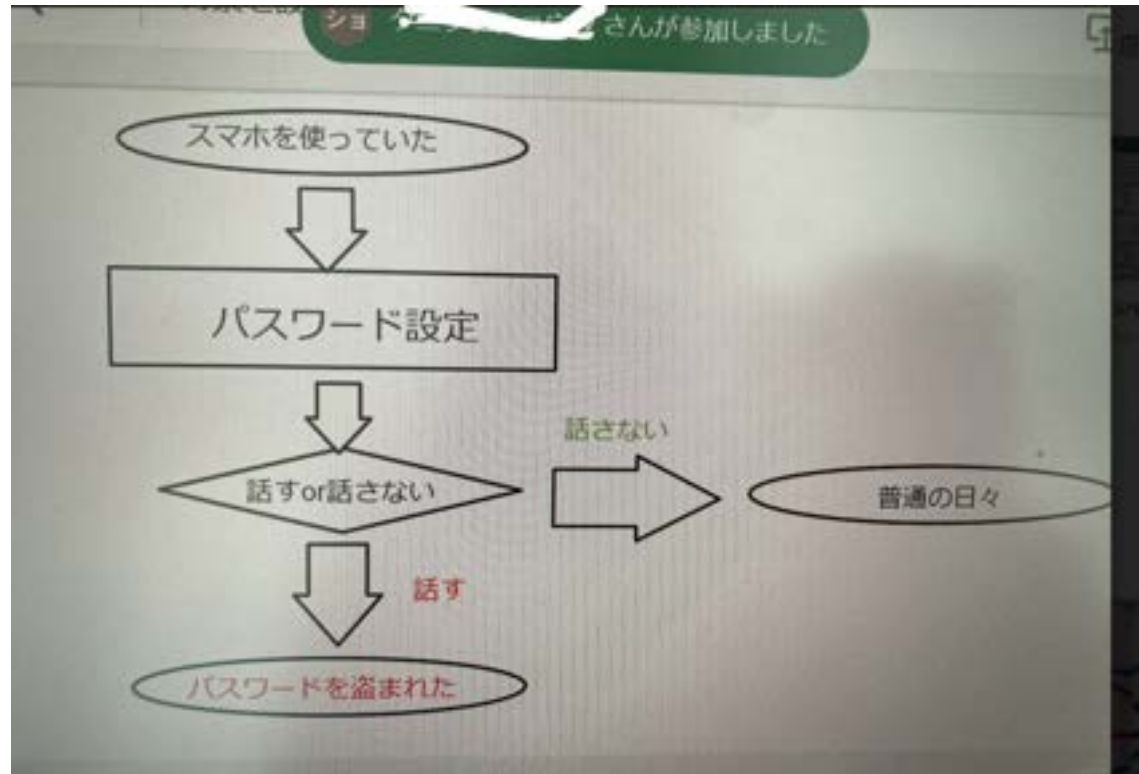 ショ
さんが参加しました
スマホを使っていた
パスワード設定
話すor話さない
話さない
普通の日々
話す
パスワードを盗まれた